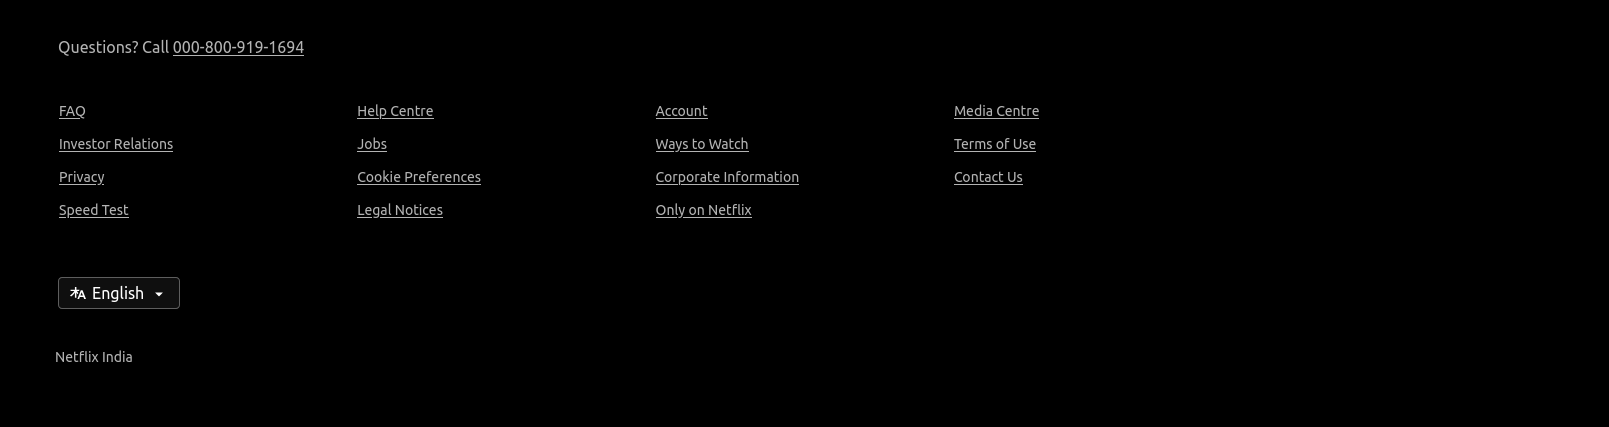 Questions? Call 000-800-919-1694
FAQ
Help Centre
Account
Media Centre
Investor Relations
Jobs
Ways to Watch
Terms of Use
Privacy
Cookie Preferences
Corporate Information
Contact Us
Speed Test
Legal Notices
Only on Netflix
English
Netflix India